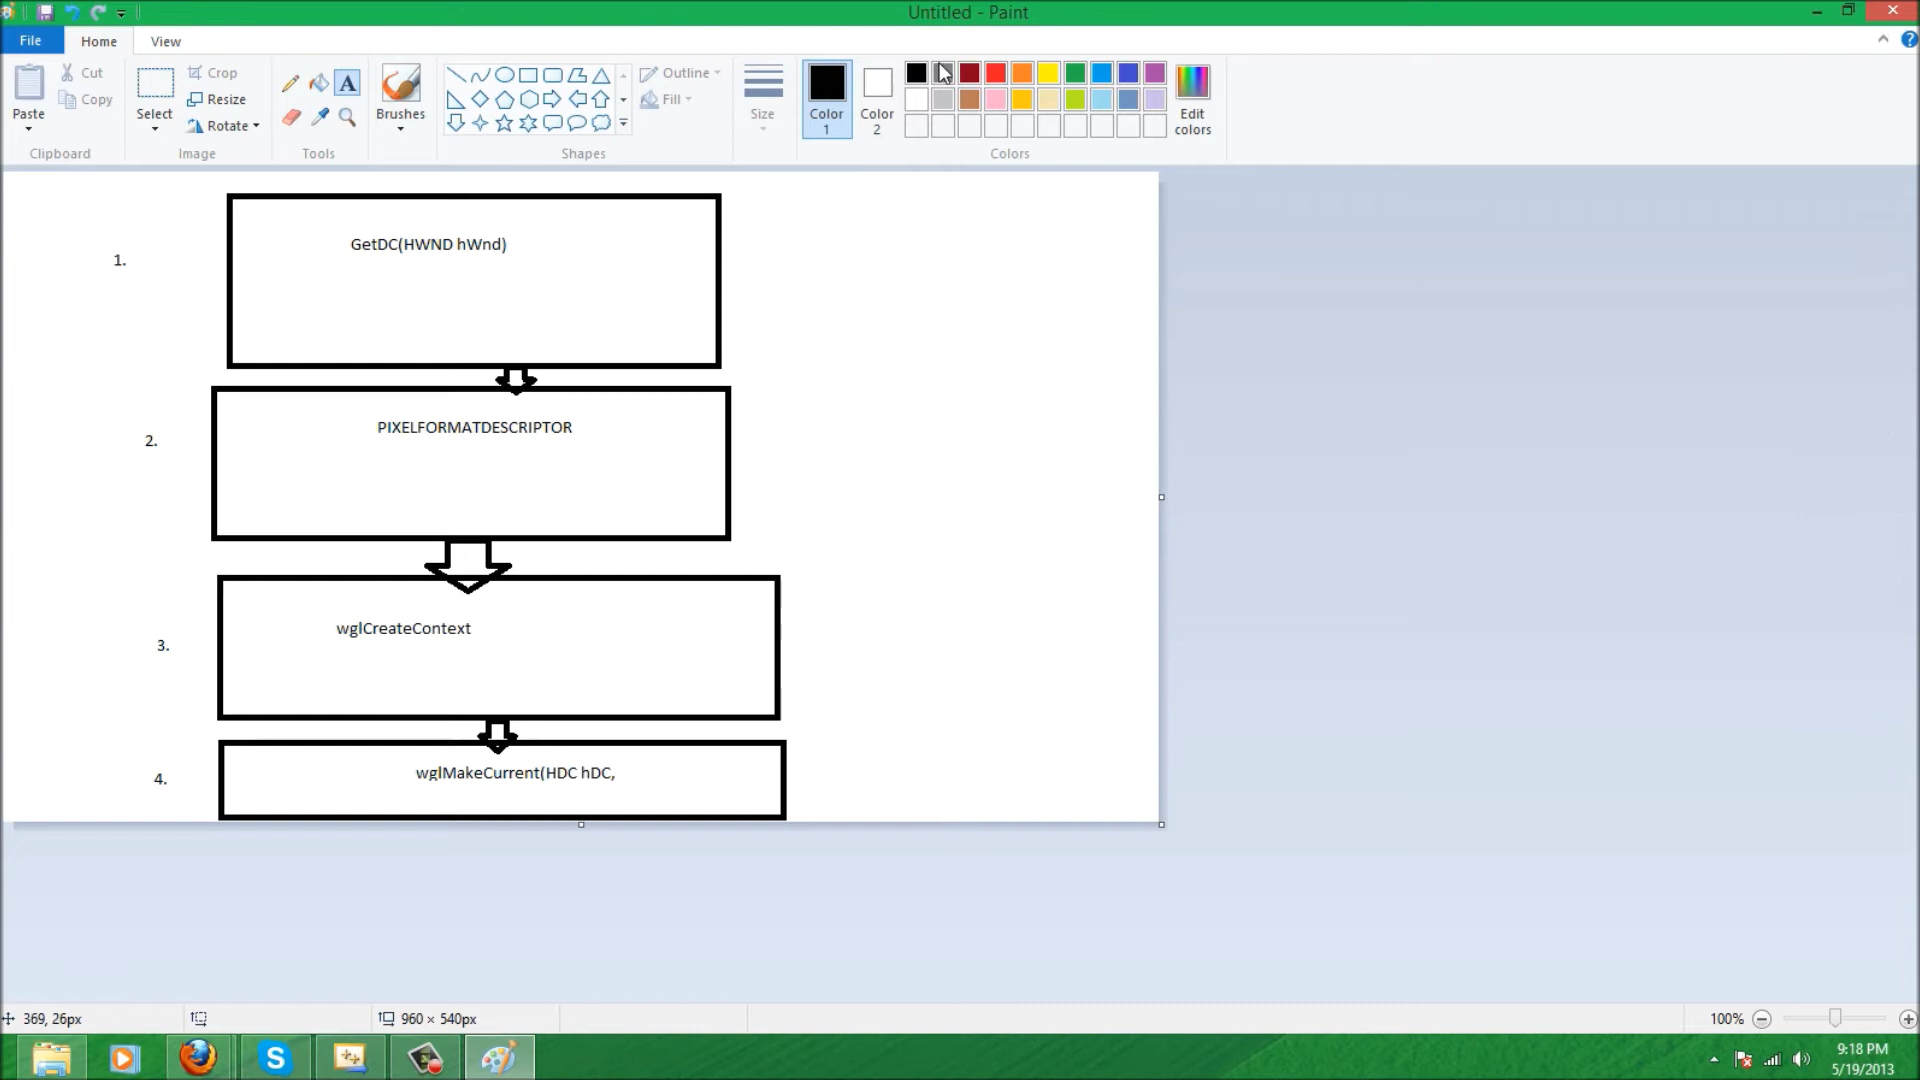 Untitled - Paint
File
Home
View
Paste
Cut
Copy
Clipboard
Select
Crop
Resize
Rotate
Image
A
Tools
Brushes
Shapes
Outline
Fill
Size
Color 1
Color 2
Edit colors
Colors
1.
GetDC(HWND hWnd)
2.
PIXELFORMATDESCRIPTOR
3.
wglCreateContext
4.
wglMakeCurrent(HDC hDC,
369, 26px
960 × 540px
100%
9:18 PM
5/19/2013